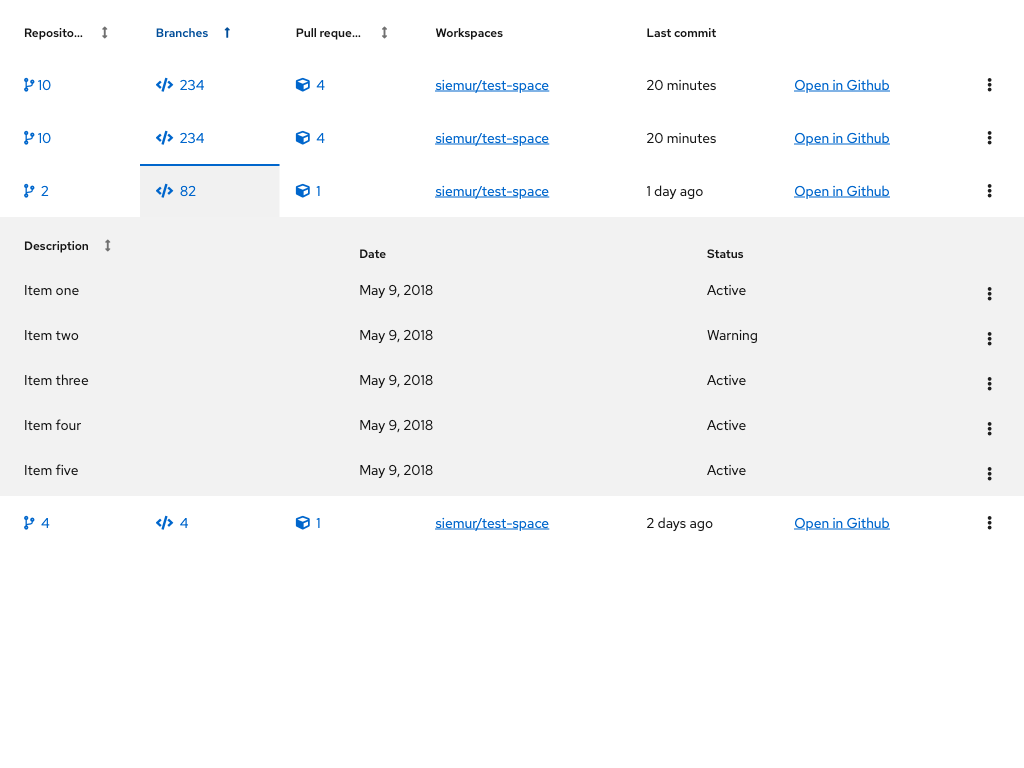 Reposito... Branches Pull reque... Workspaces Last commit
10 234 4 siemur/test-space 20 minutes Open in Github
10 234 4 siemur/test-space 20 minutes Open in Github
2 82 1 siemur/test-space 1 day ago Open in Github
Description Date Status
Item one May 9, 2018 Active
Item two May 9, 2018 Warning
Item three May 9, 2018 Active
Item four May 9, 2018 Active
Item five May 9, 2018 Active
4 4 1 siemur/test-space 2 days ago Open in Github